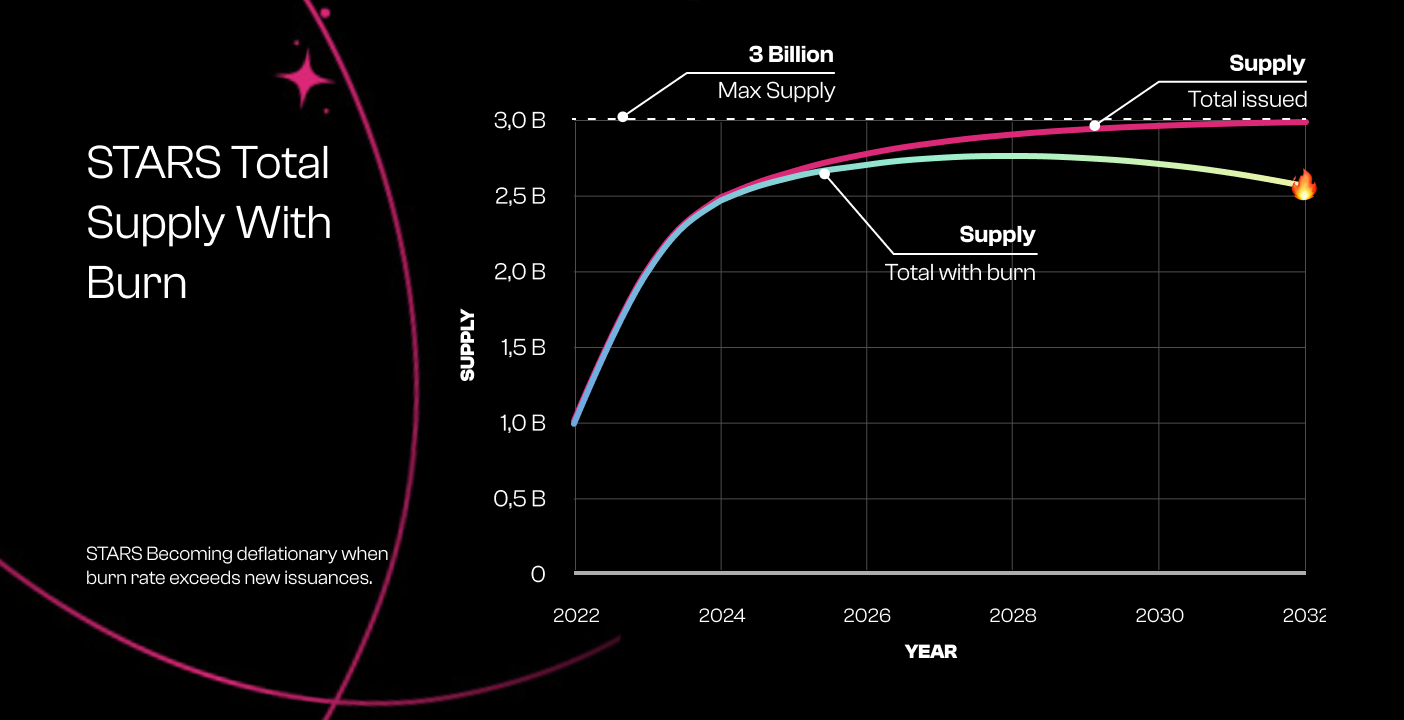 STARS Total
Supply With
Burn
STARS Becoming deflationary when
burn rate exceeds new issuances.
3 Billion
Max Supply
Supply
Total issued
Supply
Total with burn
SUPPLY
3,0 B
2,5 B
2,0 B
1,5 B
1,0 B
0,5 B
0
2022 2024 2026 2028 2030 2032
YEAR